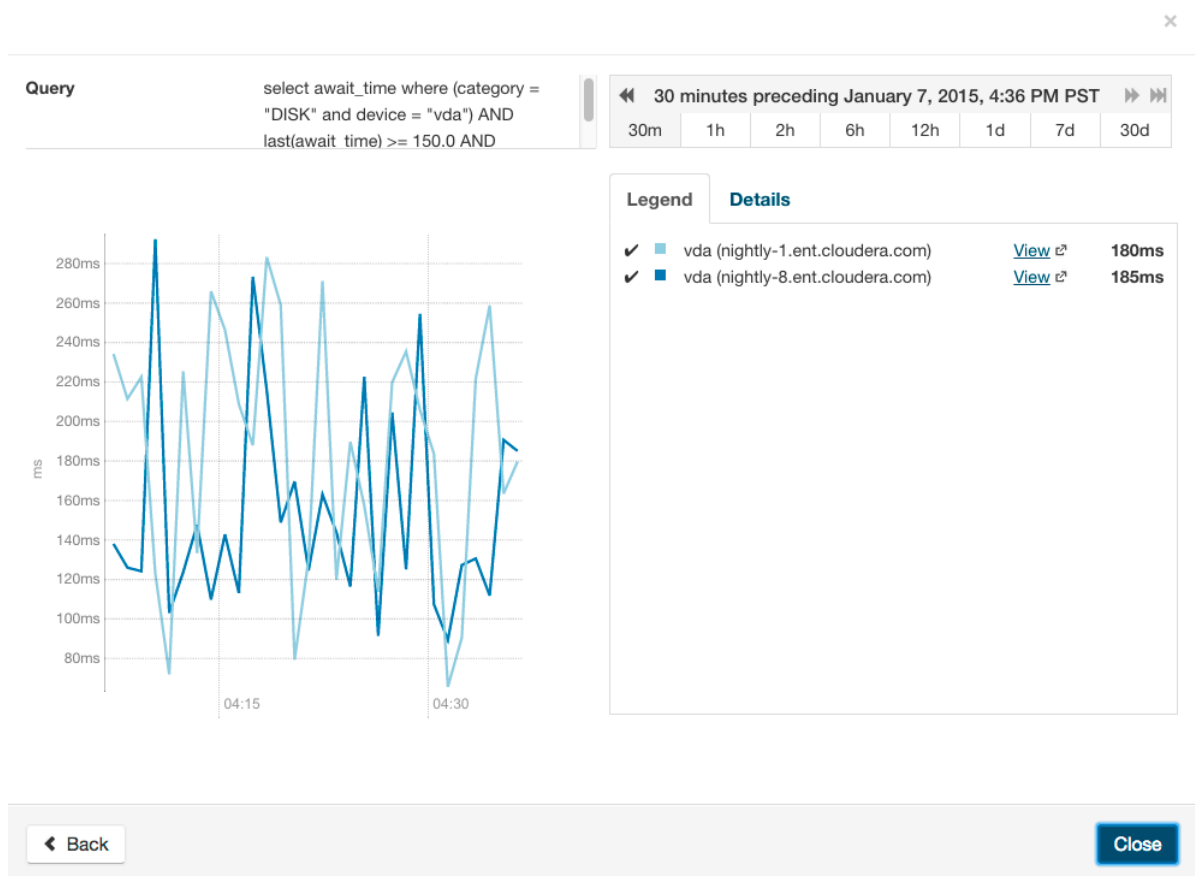 ×
Query
select await_time where (category =
"DISK" and device = "vda") AND
last(await_time) >= 150.0 AND
30 minutes preceding January 7, 2015, 4:36 PM PST
30m 1h 2h 6h 12h 1d 7d 30d
Legend Details
vda (nightly-1.ent.cloudera.com) View 180ms
vda (nightly-8.ent.cloudera.com) View 185ms
280ms
260ms
240ms
220ms
200ms
180ms
160ms
140ms
120ms
100ms
80ms
ms
04:15 04:30
Back
Close